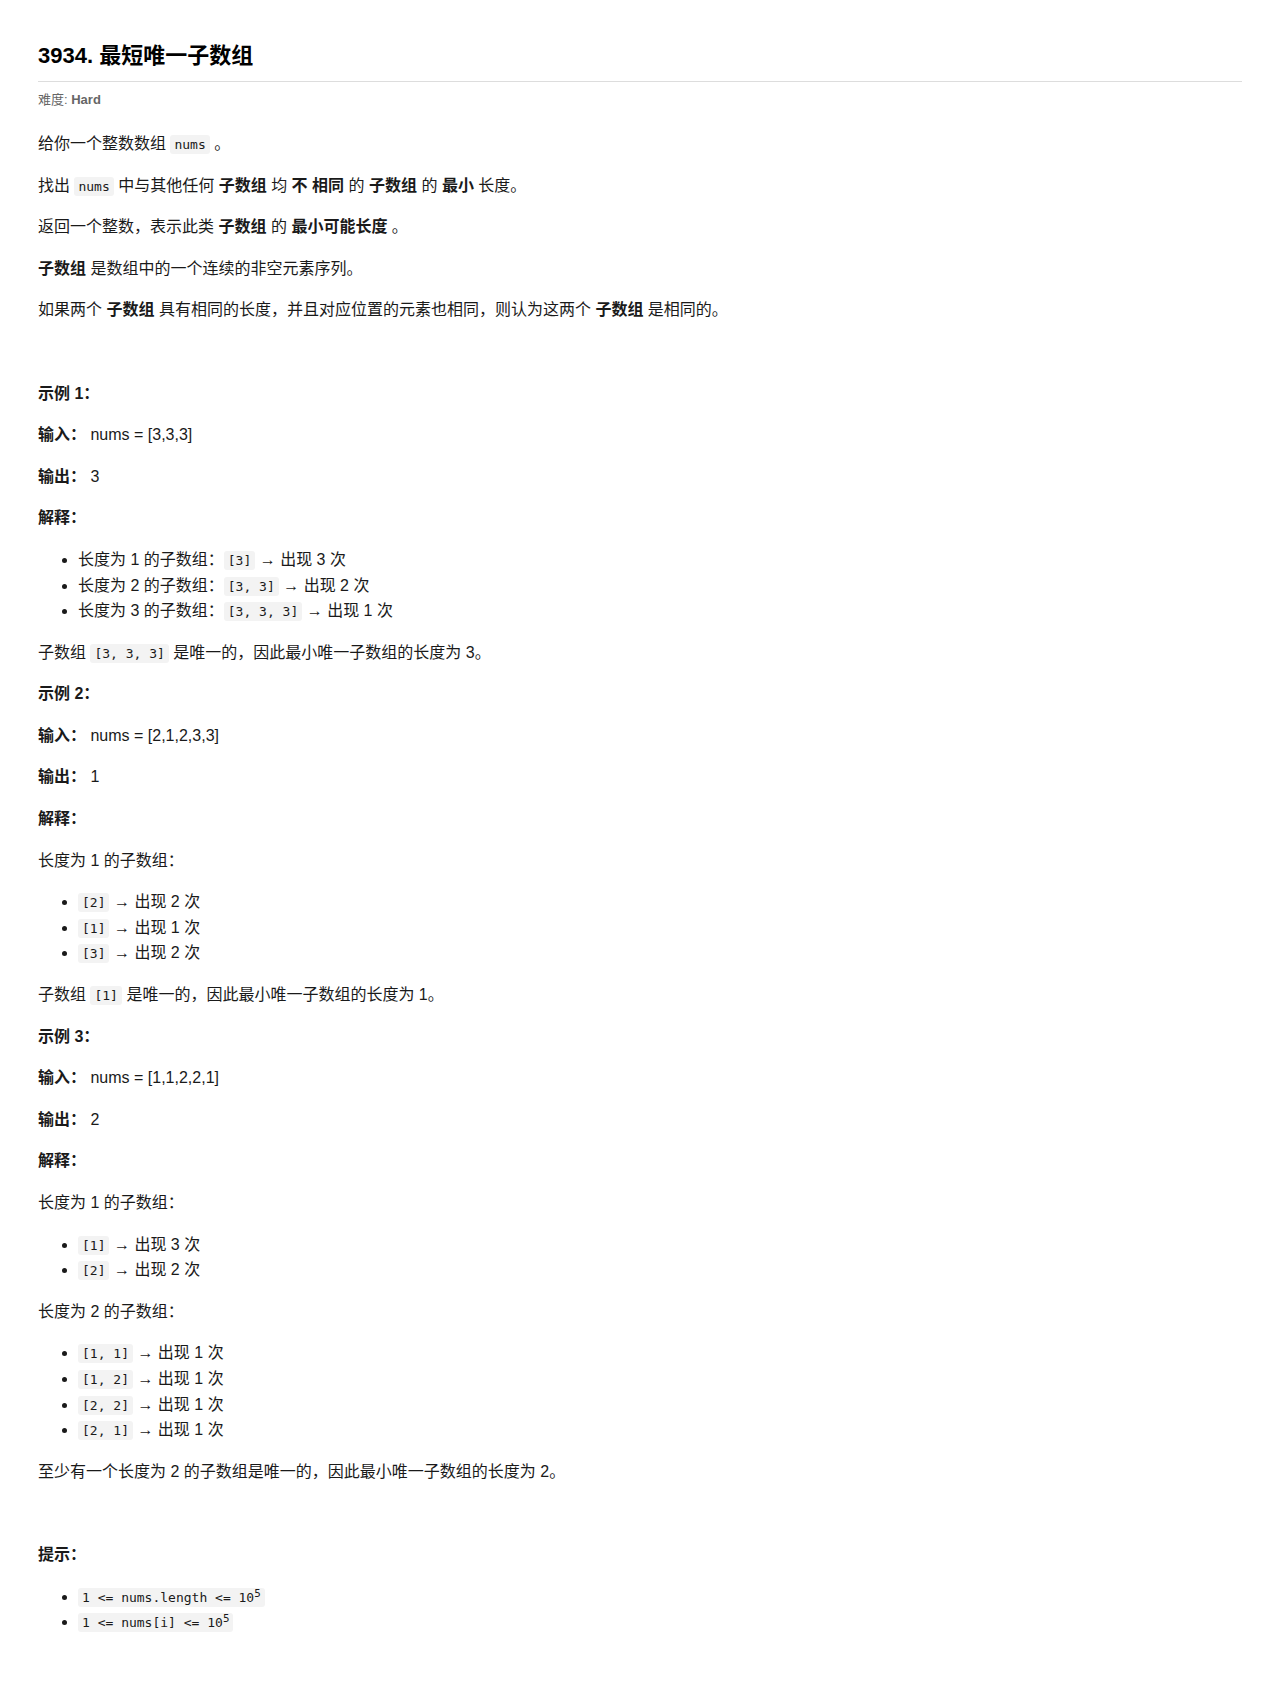 3934. 最短唯一子数组
难度: Hard
给你一个整数数组 nums 。
找出 nums 中与其他任何 子数组 均 不 相同 的 子数组 的 最小 长度。
返回一个整数，表示此类 子数组 的 最小可能长度 。
子数组 是数组中的一个连续的非空元素序列。
如果两个 子数组 具有相同的长度，并且对应位置的元素也相同，则认为这两个 子数组 是相同的。
示例 1：
输入： nums = [3,3,3]
输出： 3
解释：
长度为 1 的子数组：[3] → 出现 3 次
长度为 2 的子数组：[3, 3] → 出现 2 次
长度为 3 的子数组：[3, 3, 3] → 出现 1 次
子数组 [3, 3, 3] 是唯一的，因此最小唯一子数组的长度为 3。
示例 2：
输入： nums = [2,1,2,3,3]
输出： 1
解释：
长度为 1 的子数组：
[2] → 出现 2 次
[1] → 出现 1 次
[3] → 出现 2 次
子数组 [1] 是唯一的，因此最小唯一子数组的长度为 1。
示例 3：
输入： nums = [1,1,2,2,1]
输出： 2
解释：
长度为 1 的子数组：
[1] → 出现 3 次
[2] → 出现 2 次
长度为 2 的子数组：
[1, 1] → 出现 1 次
[1, 2] → 出现 1 次
[2, 2] → 出现 1 次
[2, 1] → 出现 1 次
至少有一个长度为 2 的子数组是唯一的，因此最小唯一子数组的长度为 2。
提示：
1 <= nums.length <= 10⁵
1 <= nums[i] <= 10⁵